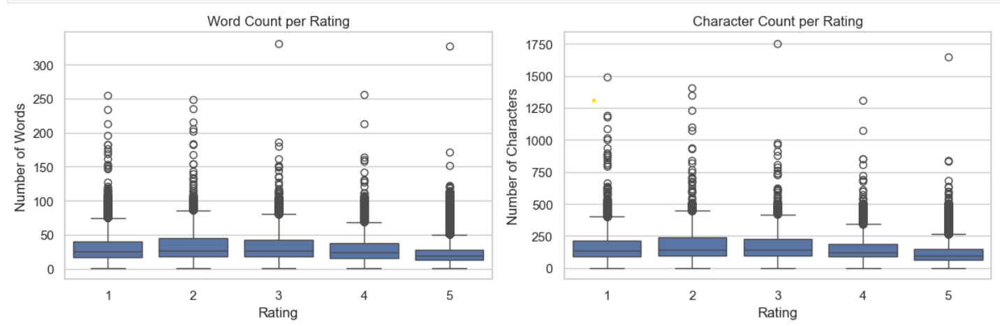 Word Count per Rating
Number of Words
300
250
200
150
100
50
0
1 2 3 4 5
Rating
Character Count per Rating
Number of Characters
1750
1500
1250
1000
750
500
250
0
1 2 3 4 5
Rating